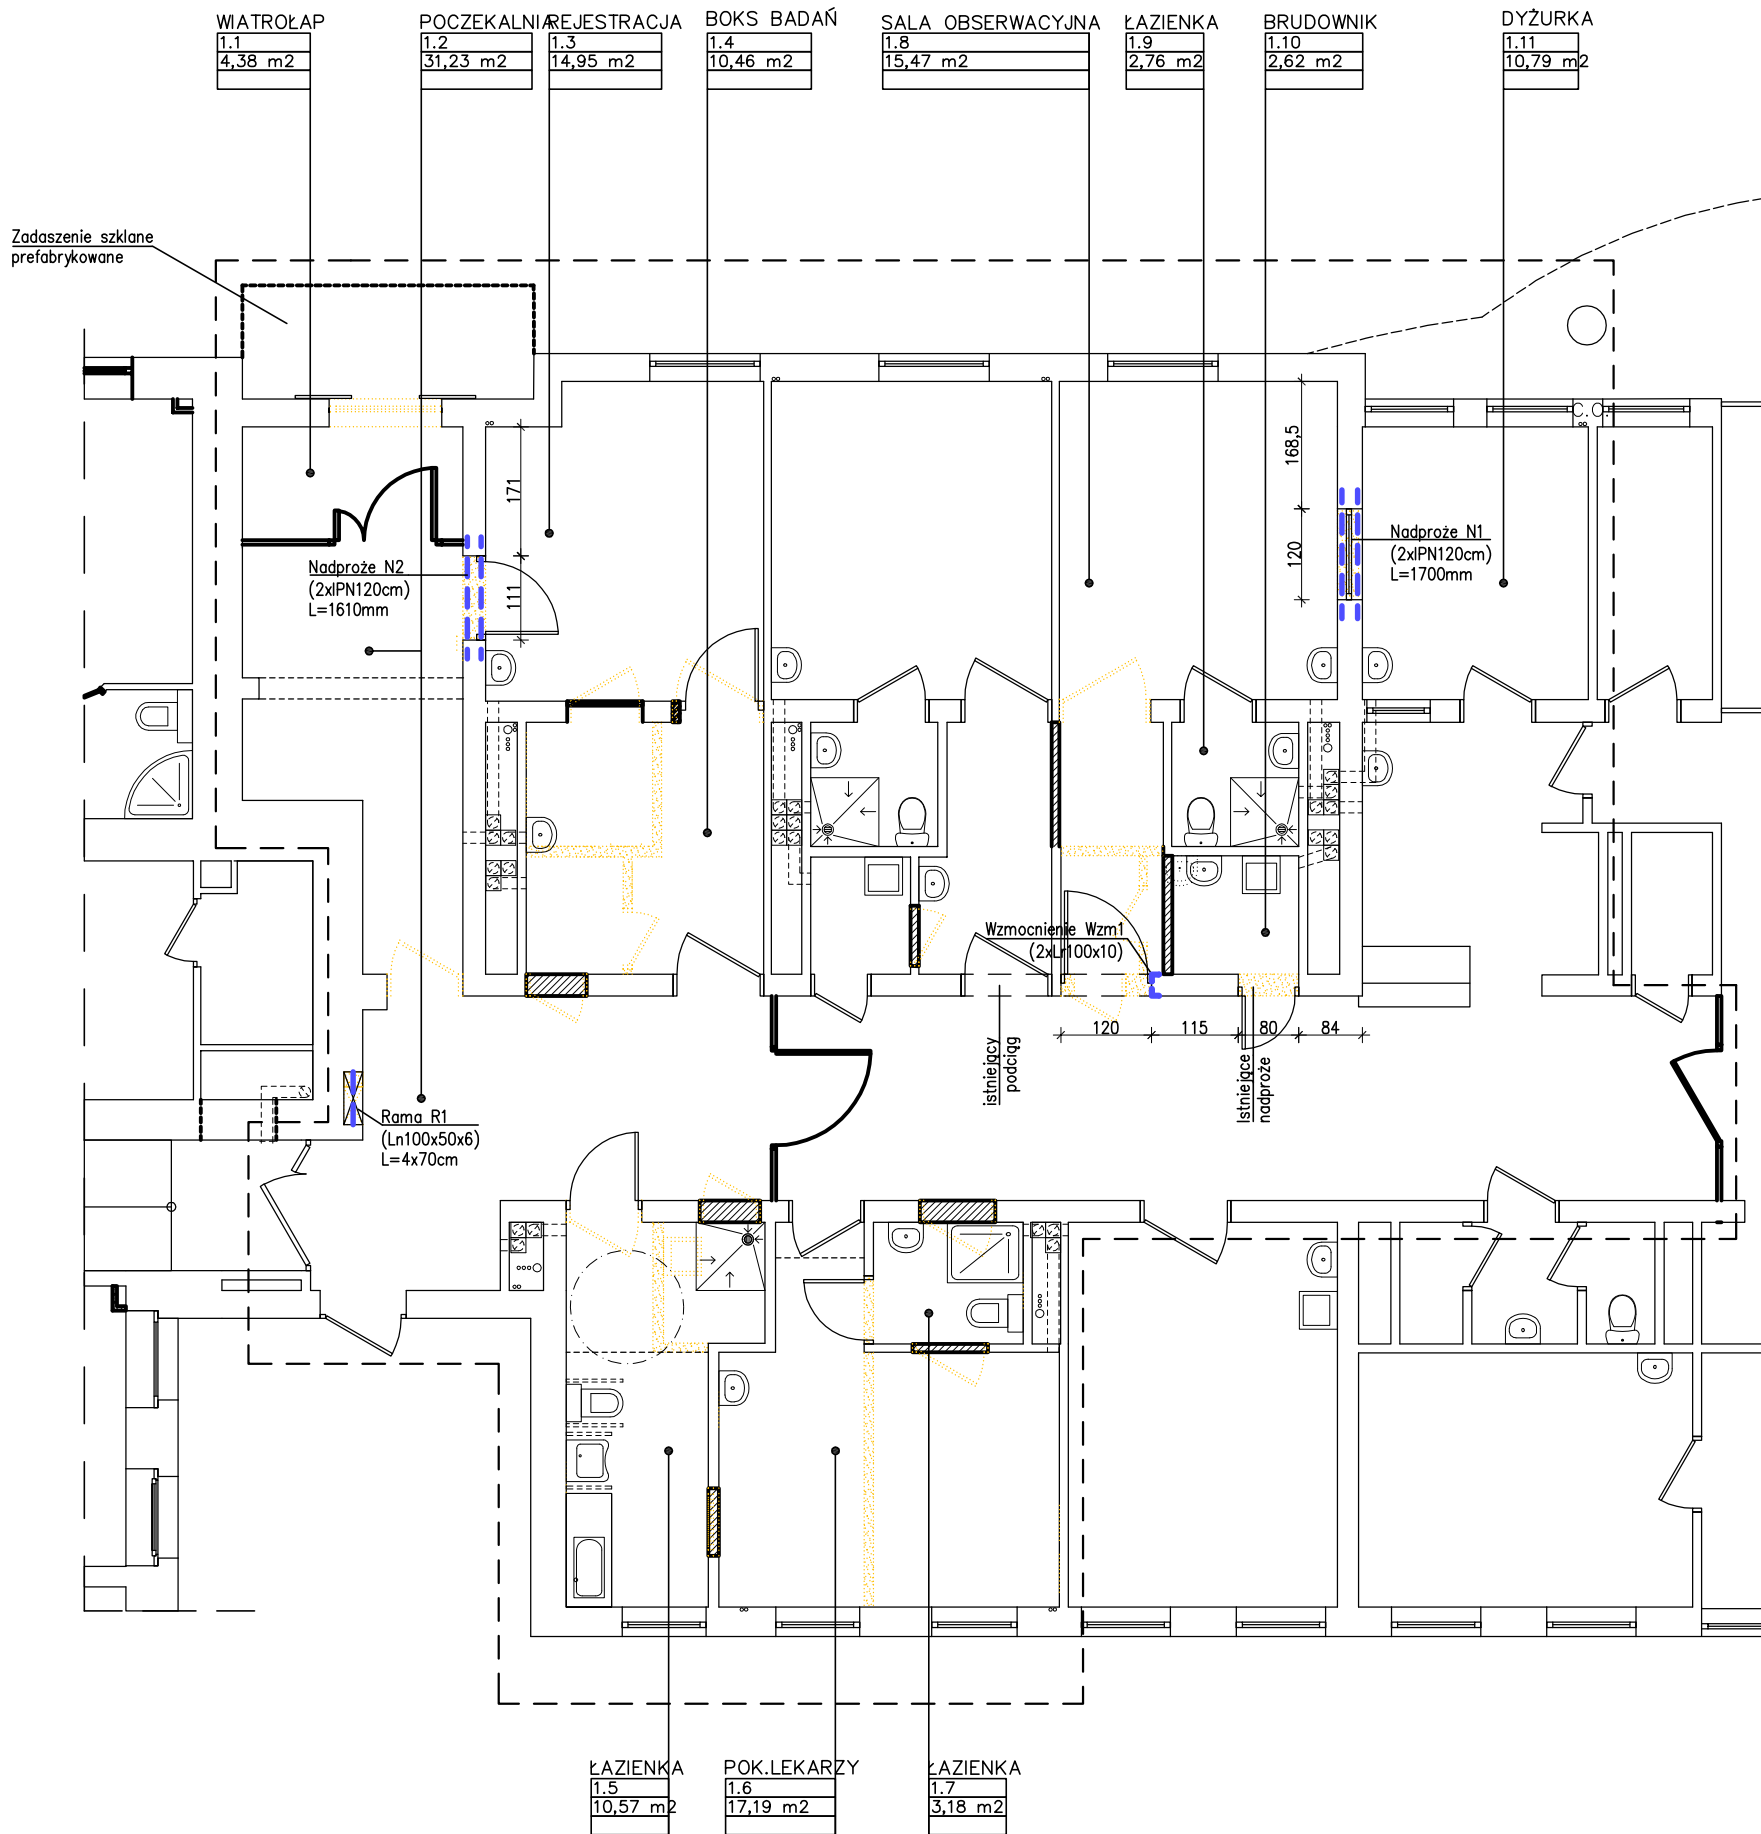 WIATROŁAP
1.1
4,38 m2
POCZEKALNIA
1.2
31,23 m2
REJESTRACJA
1.3
14,95 m2
BOKS BADAŃ
1.4
10,46 m2
SALA OBSERWACYJNA
1.8
15,47 m2
ŁAZIENKA
1.9
2,76 m2
BRUDOWNIK
1.10
2,62 m2
DYŻURKA
1.11
10,79 m2
Zadaszenie szklane
prefabrykowane
171
111
168,5
120
Nadproże N2
(2xIPN120cm)
L=1610mm
Nadproże N1
(2xIPN120cm)
L=1700mm
Wzmocnienie Wzm1
(2xLr100x10)
120
115
80
84
istniejący
podciąg
Istniejące
nadproże
Rama R1
(Ln100x50x6)
L=4x70cm
ŁAZIENKA
1.5
10,57 m2
POK.LEKARZY
1.6
17,19 m2
ŁAZIENKA
1.7
3,18 m2